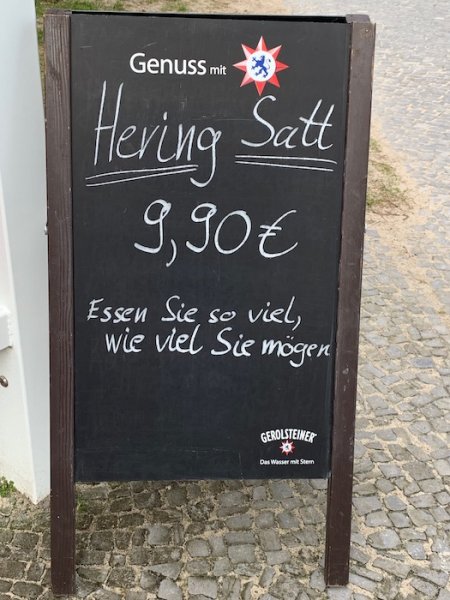 Genuss mit
Hering Satt
9,90€
Essen Sie so viel,
wie viel Sie mögen
GEROLSTEINER
Das Wasser mit Stern